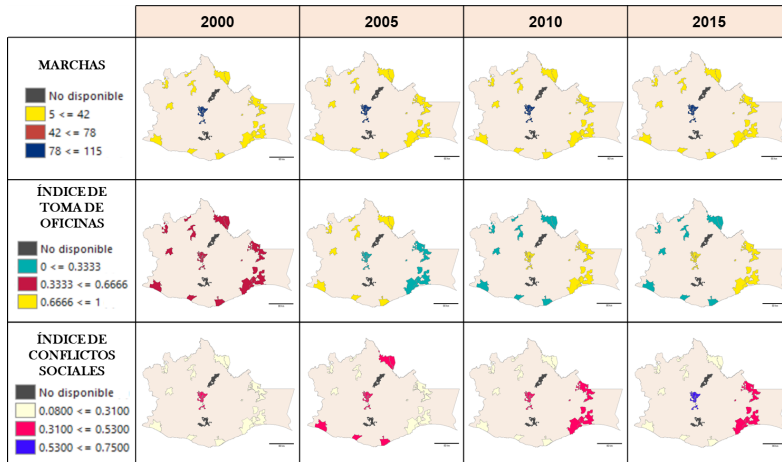 2000 2005 2010 2015
MARCHAS
No disponible
5 <= 42
42 <= 78
78 <= 115
ÍNDICE DE
TOMA DE
OFICINAS
No disponible
0 <= 0.3333
0.3333 <= 0.6666
0.6666 <= 1
ÍNDICE DE
CONFLICTOS
SOCIALES
No disponible
0.0800 <= 0.3100
0.3100 <= 0.5300
0.5300 <= 0.7500